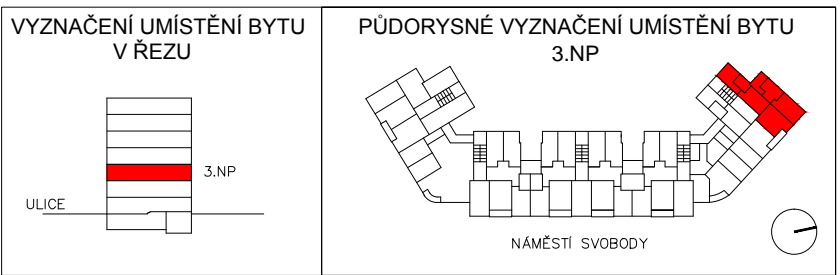 VYZNAČENÍ UMÍSTĚNÍ BYTU
V ŘEZU
3.NP
ULICE
PŮDORYSNÉ VYZNAČENÍ UMÍSTĚNÍ BYTU
3.NP
NÁMĚSTÍ SVOBODY